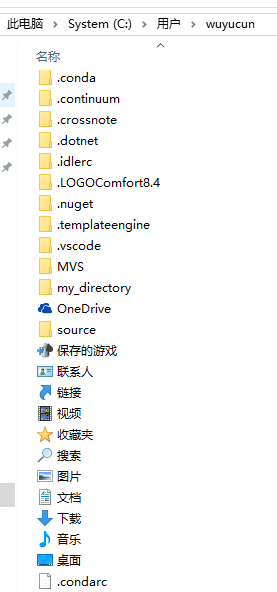 此电脑 > System (C:) > 用户 > wuyucun
名称
.conda
.continuum
.crossnote
.dotnet
.idlerc
.LOGOComfort8.4
.nuget
.templateengine
.vscode
MVS
my_directory
OneDrive
source
保存的游戏
联系人
链接
视频
收藏夹
搜索
图片
文档
下载
音乐
桌面
.condarc